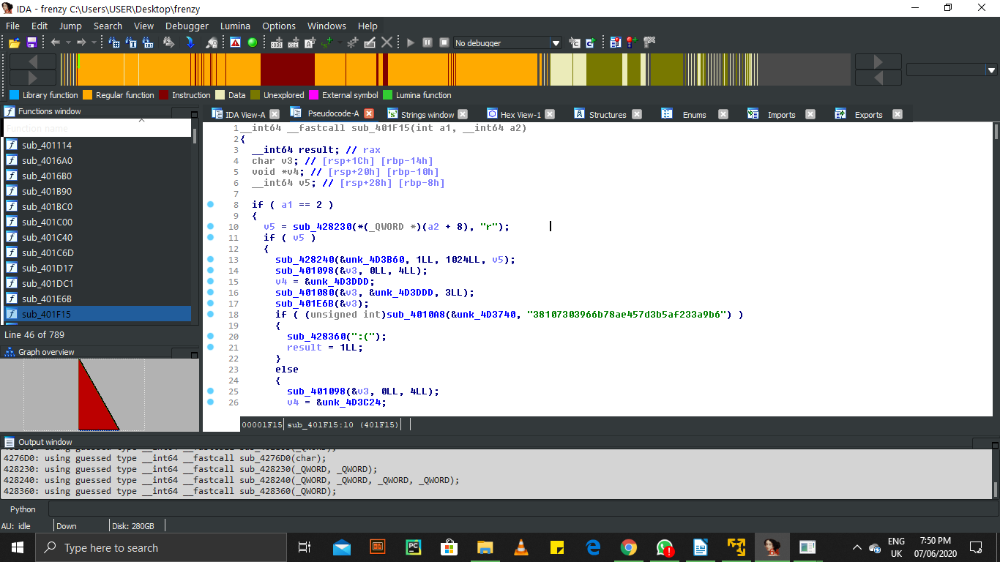 IDA - frenzy C:\Users\USER\Desktop\frenzy
File Edit Jump Search View Debugger Lumina Options Windows Help
No debugger
Library function Regular function Instruction Data Unexplored External symbol Lumina function
Functions window
Function name
sub_401114
sub_4016A0
sub_4016B0
sub_401B90
sub_401BC0
sub_401C00
sub_401C40
sub_401C6D
sub_401D17
sub_401DC1
sub_401E6B
sub_401F15
Line 46 of 789
Graph overview
IDA View-A Pseudocode-A Strings window Hex View-1 Structures Enums Imports Exports
1 __int64 __fastcall sub_401F15(int a1, __int64 a2)
2 {
3 __int64 result; // rax
4 char v3; // [rsp+1Ch] [rbp-14h]
5 void *v4; // [rsp+20h] [rbp-10h]
6 __int64 v5; // [rsp+28h] [rbp-8h]
7
8 if ( a1 == 2 )
9 {
10 v5 = sub_428230(*(_QWORD *)(a2 + 8), "r");
11 if ( v5 )
12 {
13 sub_428240(&unk_4D3B60, 1LL, 1024LL, v5);
14 sub_401098(&v3, 0LL, 4LL);
15 v4 = &unk_4D3DDD;
16 sub_401080(&v3, &unk_4D3DDD, 3LL);
17 sub_401E6B(&v3);
18 if ( (unsigned int)sub_4010A8(&unk_4D3740, "38107303966b78ae457d3b5af233a9b6") )
19 {
20 sub_428360(":(");
21 result = 1LL;
22 }
23 else
24 {
25 sub_401098(&v3, 0LL, 4LL);
26 v4 = &unk_4D3C24;
00001F15 sub_401F15:10 (401F15)
Output window
4276D0: using guessed type __int64 __fastcall sub_4276D0(char);
428230: using guessed type __int64 __fastcall sub_428230(_QWORD, _QWORD);
428240: using guessed type __int64 __fastcall sub_428240(_QWORD, _QWORD, _QWORD, _QWORD);
428360: using guessed type __int64 __fastcall sub_428360(_QWORD);
Python
AU: idle Down Disk: 280GB
Type here to search
ENG
UK
7:50 PM
07/06/2020